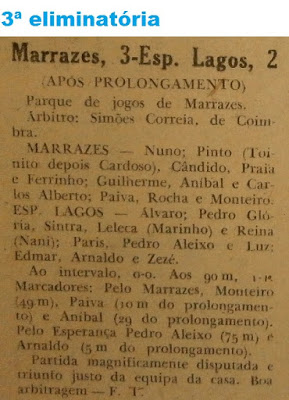 3ª eliminatória
Marrazes, 3-Esp. Lagos, 2
(APÓS PROLONGAMENTO)
Parque de jogos de Marrazes.
Árbitro: Simões Correia, de Coim-
bra.
MARRAZES — Nuno; Pinto (Toi-
nito depois Cardoso), Cândido, Praia
e Ferrinho; Guilherme, Aníbal e Car-
los Alberto; Paiva, Rocha e Monteiro.
ESP. LAGOS — Álvaro; Pedro Gló-
ria, Sintra, Leleca (Marinho) e Reina
(Nani); Paris, Pedro Aleixo e Luz;
Edmar, Arnaldo e Zezé.
Ao intervalo, 0-0. Aos 90 m, 1-1.
Marcadores: Pelo Marrazes, Monteiro
(49 m), Paiva (10 m do prolongamen-
to) e Aníbal (29 do prolongamento).
Pelo Esperança Pedro Aleixo (75 m) e
Arnaldo (5 m do prolongamento).
Partida magnificamente disputada e
triunfo justo da equipa da casa. Boa
arbitragem — F. T.